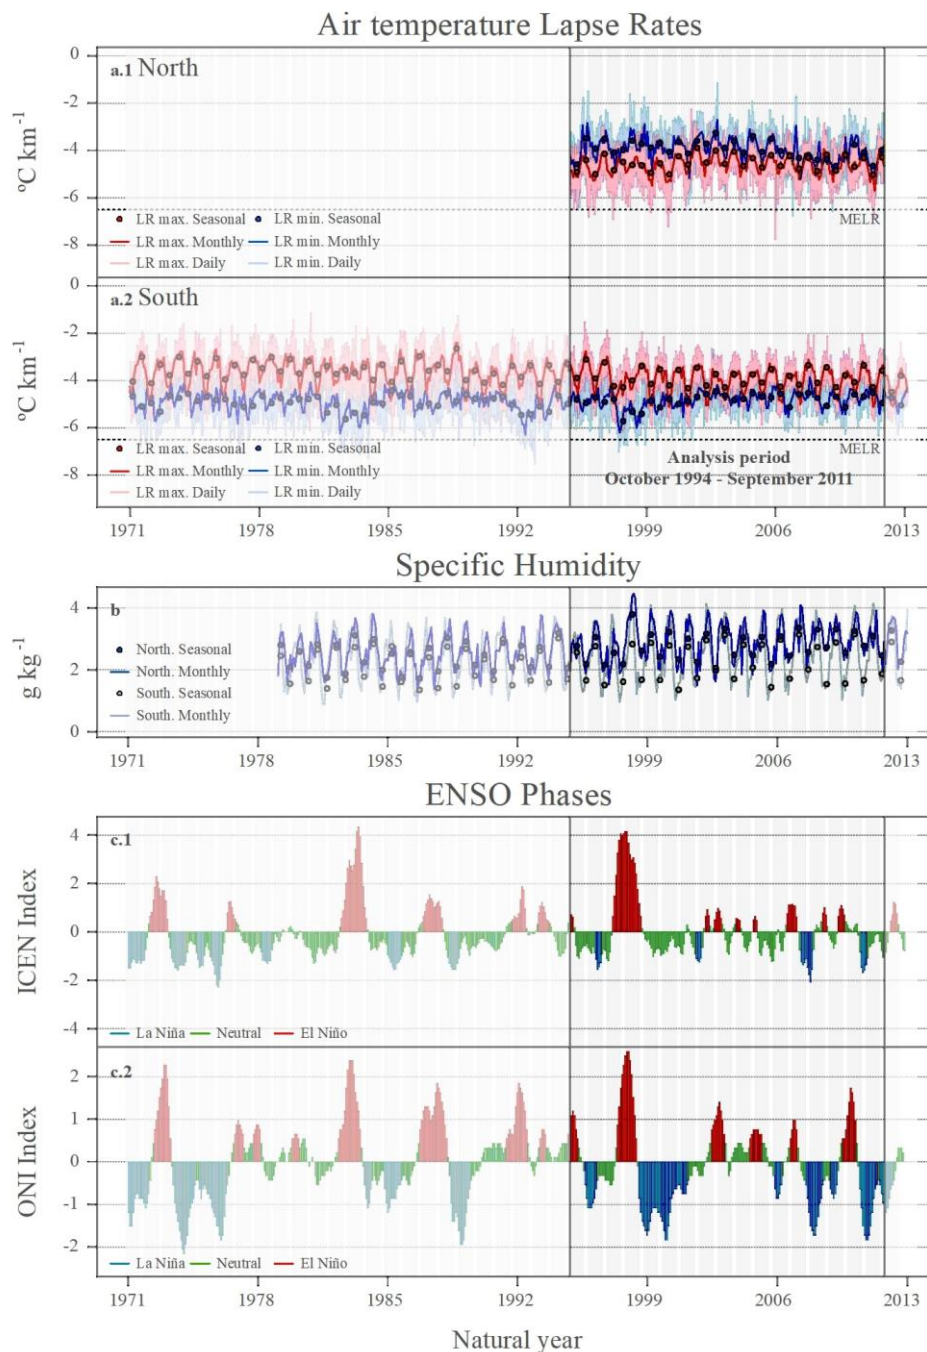 Air temperature Lapse Rates
a.1 North
ºC km⁻¹
0
-2
-4
-6
-8
MELR
LR max. Seasonal
LR min. Seasonal
LR max. Monthly
LR min. Monthly
LR max. Daily
LR min. Daily
a.2 South
ºC km⁻¹
0
-2
-4
-6
-8
MELR
LR max. Seasonal
LR min. Seasonal
LR max. Monthly
LR min. Monthly
LR max. Daily
LR min. Daily
Analysis period
October 1994 - September 2011
1971 1978 1985 1992 1999 2006 2013
Specific Humidity
b
g kg⁻¹
4
2
0
North. Seasonal
North. Monthly
South. Seasonal
South. Monthly
1971 1978 1985 1992 1999 2006 2013
ENSO Phases
c.1
ICEN Index
4
2
0
-2
-4
La Niña Neutral El Niño
c.2
ONI Index
2
1
0
-1
-2
La Niña Neutral El Niño
1971 1978 1985 1992 1999 2006 2013
Natural year